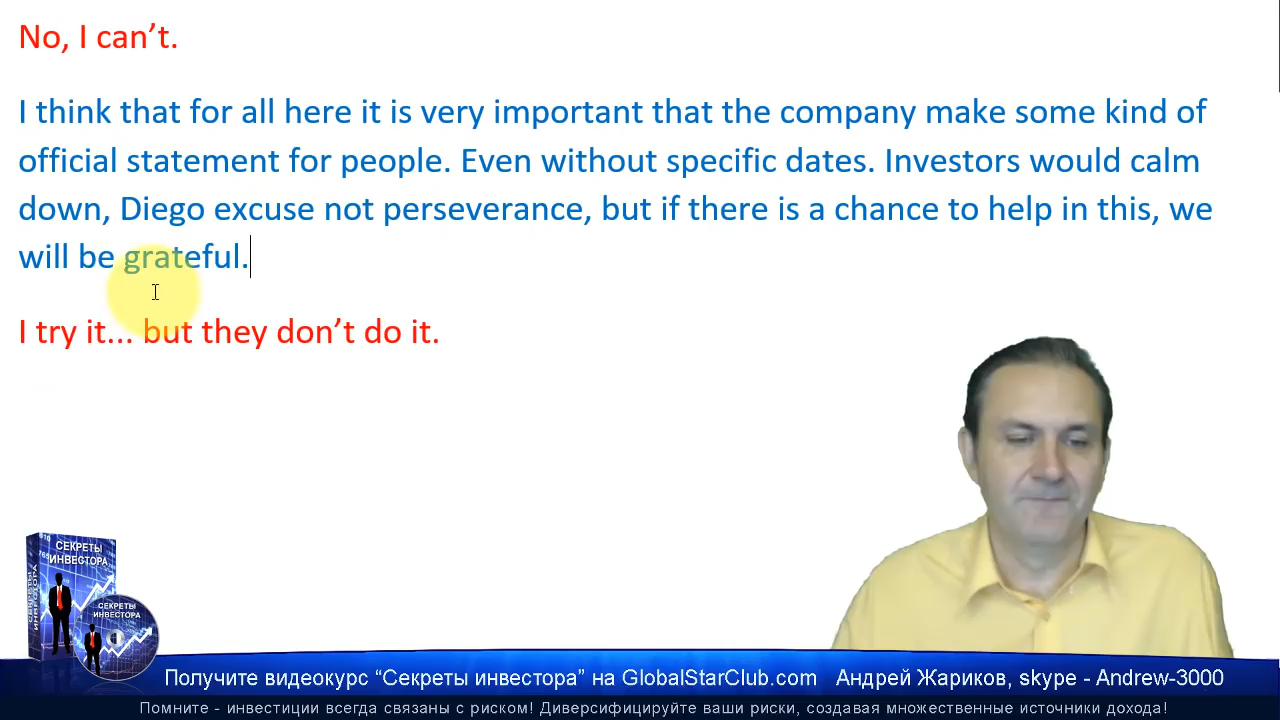 No, I can’t.
I think that for all here it is very important that the company make some kind of
official statement for people. Even without specific dates. Investors would calm
down, Diego excuse not perseverance, but if there is a chance to help in this, we
will be grateful.
I try it... but they don’t do it.
СЕКРЕТЫ
ИНВЕСТОРА
СЕКРЕТЫ
ИНВЕСТОРА
Получите видеокурс “Секреты инвестора” на GlobalStarClub.com Андрей Жариков, skype - Andrew-3000
Помните - инвестиции всегда связаны с риском! Диверсифицируйте ваши риски, создавая множественные источники дохода!